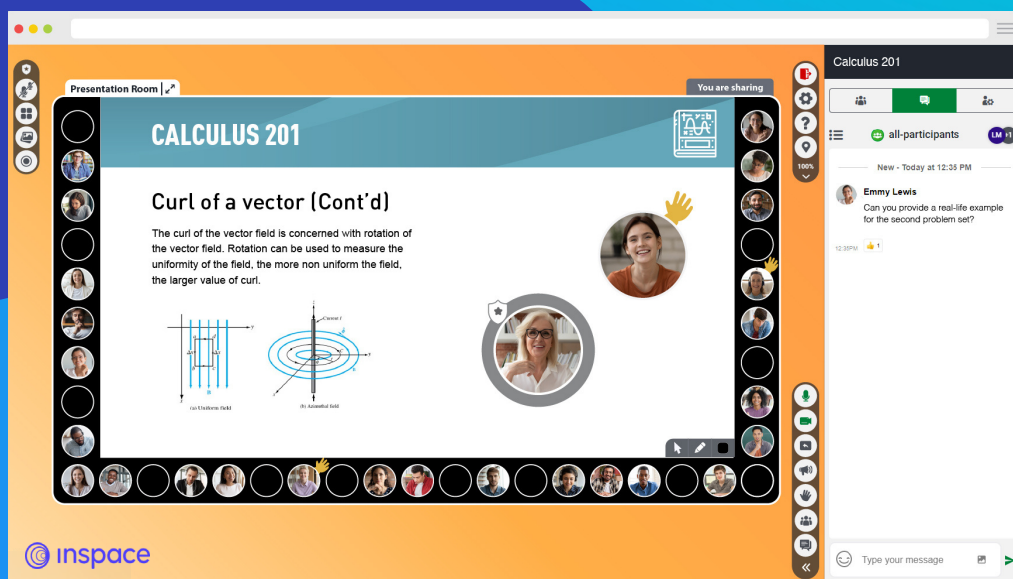 Presentation Room
You are sharing
CALCULUS 201
Curl of a vector (Cont'd)
The curl of the vector field is concerned with rotation of
the vector field. Rotation can be used to measure the
uniformity of the field, the more non uniform the field,
the larger value of curl.
Current I
(a) Uniform field
(b) Azimuthal field
100%
Calculus 201
all-participants
LM +1
New - Today at 12:35 PM
Emmy Lewis
Can you provide a real-life example
for the second problem set?
12:35PM 👍 1
Type your message
inspace